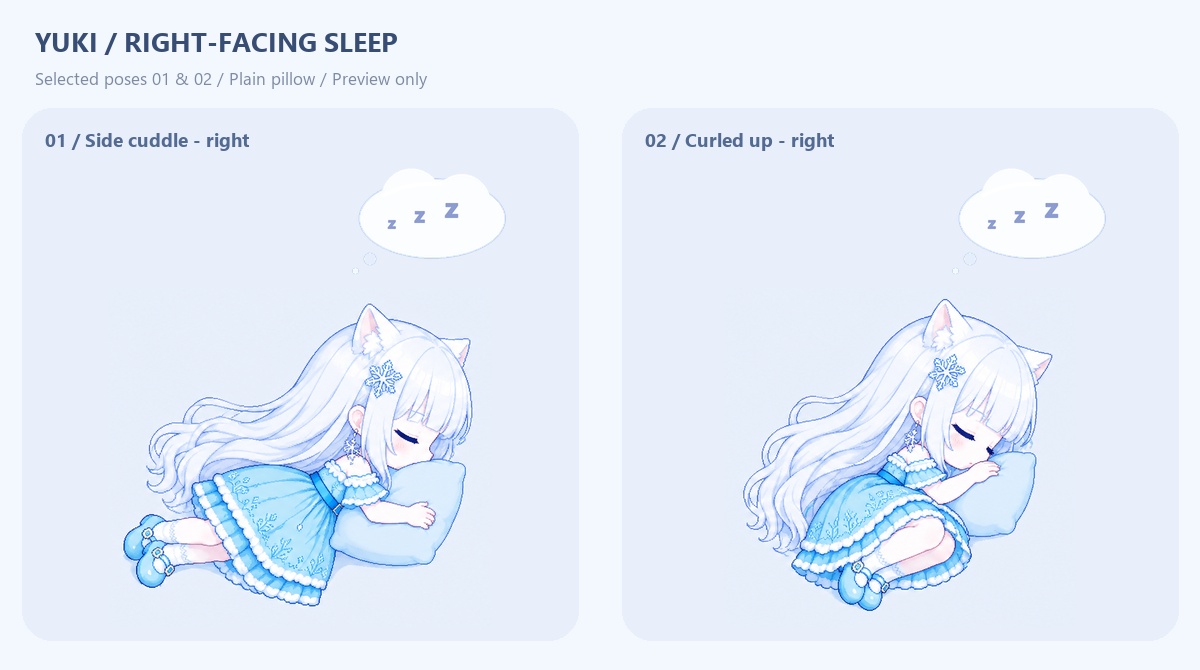 YUKI / RIGHT-FACING SLEEP
Selected poses 01 & 02 / Plain pillow / Preview only
01 / Side cuddle - right
z z z
02 / Curled up - right
z z z